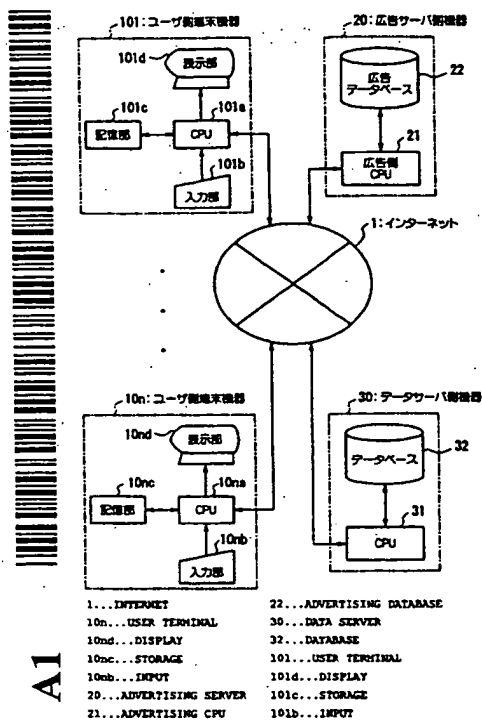 101:ユーザ側端末機器
101d
表示部
101c
101a
記憶部
CPU
101b
入力部
20:広告サーバ側機器
広告
データベース
22
21
広告側
CPU
1:インターネット
10n:ユーザ側端末機器
10nd
表示部
10nc
10na
記憶部
CPU
10nb
入力部
30:データサーバ側機器
データベース
32
31
CPU
1...INTERNET
10n...USER TERMINAL
10nd...DISPLAY
10nc...STORAGE
10nb...INPUT
20...ADVERTISING SERVER
21...ADVERTISING CPU
22...ADVERTISING DATABASE
30...DATA SERVER
32...DAYABASE
101...USER TERMINAL
101d...DISPLAY
101c...STORAGE
101b...INPUT
A1